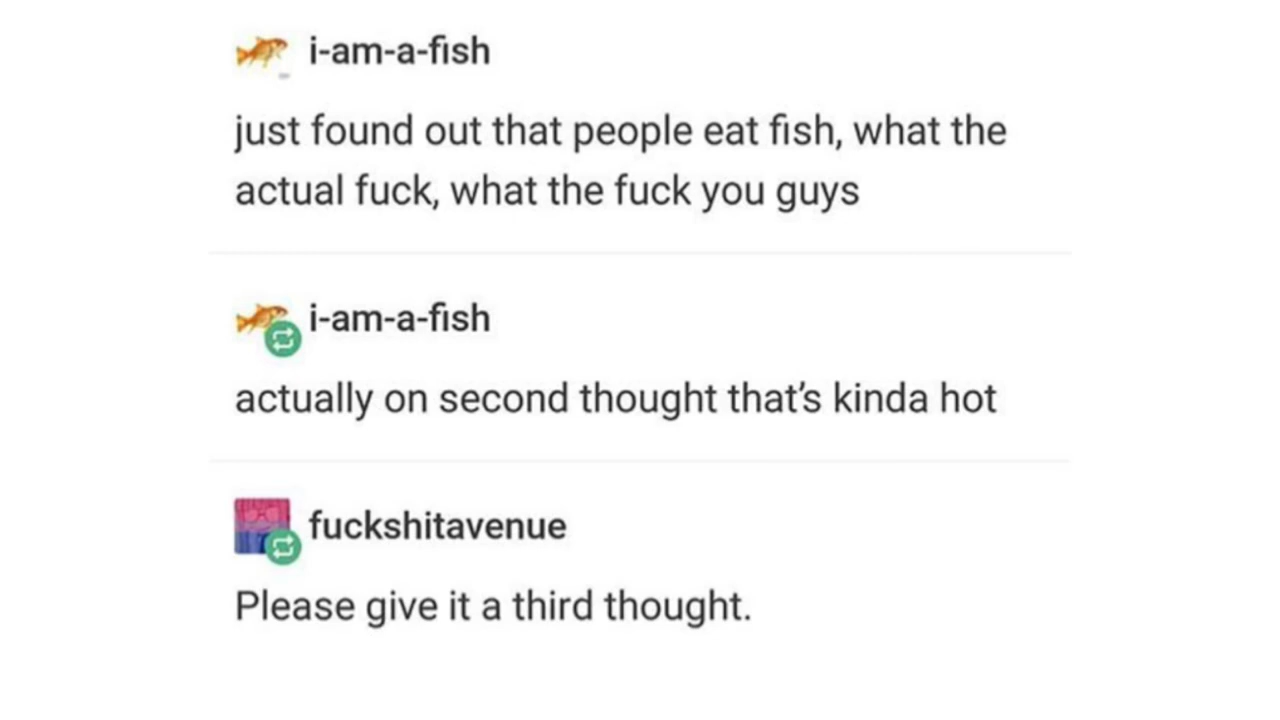 i-am-a-fish
just found out that people eat fish, what the
actual fuck, what the fuck you guys
i-am-a-fish
actually on second thought that's kinda hot
fuckshitavenue
Please give it a third thought.